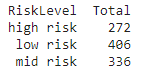 RiskLevel Total
high risk 272
low risk 406
mid risk 336